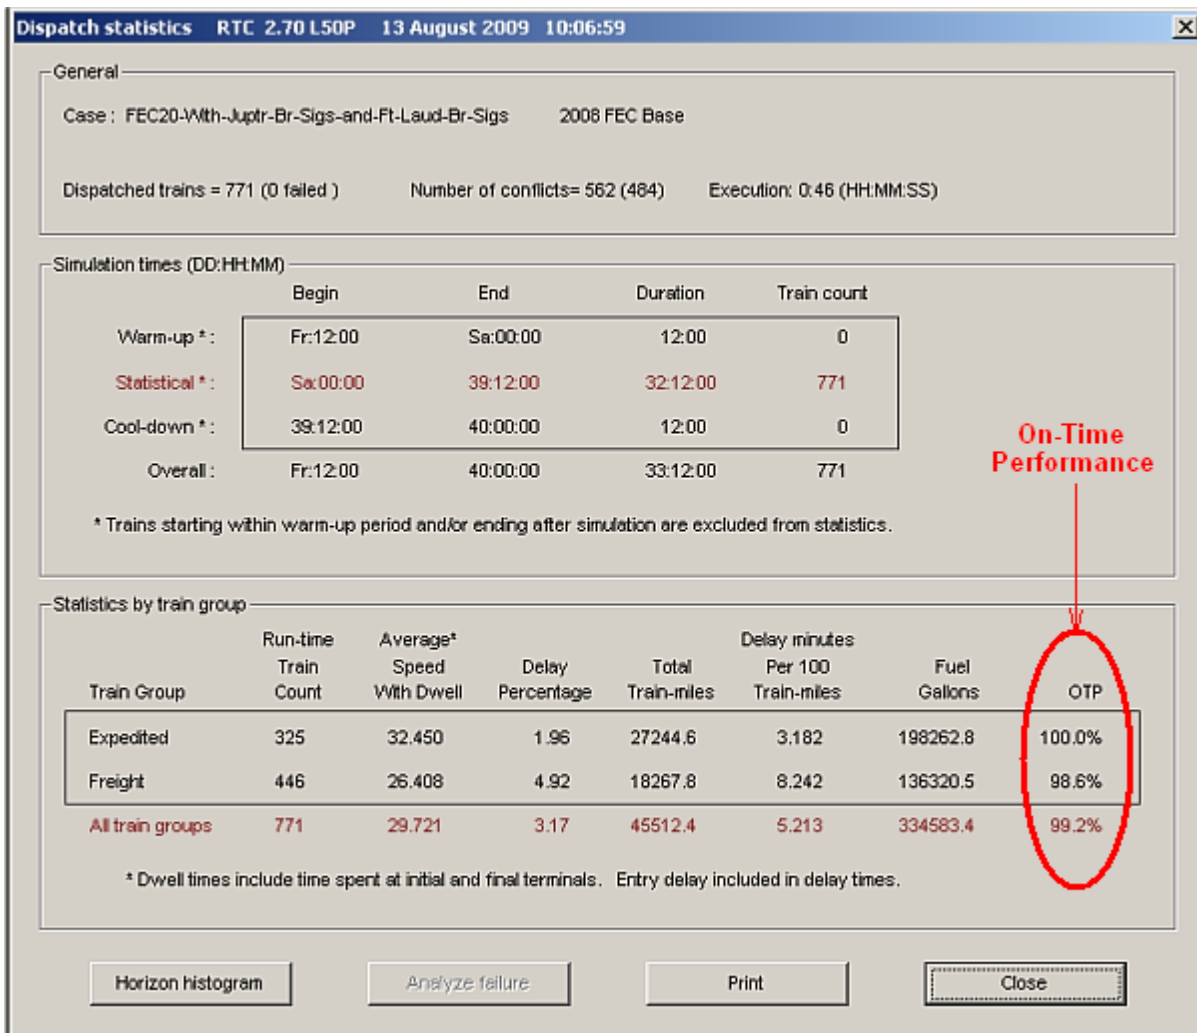 Dispatch statistics RTC 2.70 L50P 13 August 2009 10:06:59
General
Case : FEC20-With-Juptr-Br-Sigs-and-Ft-Laud-Br-Sigs 2008 FEC Base
Dispatched trains = 771 (0 failed ) Number of conflicts= 562 (484) Execution: 0:46 (HH:MM:SS)
Simulation times (DD:HH:MM)
Begin End Duration Train count
Warm-up * : Fr:12:00 Sa:00:00 12:00 0
Statistical * : Sa:00:00 39:12:00 32:12:00 771
Cool-down * : 39:12:00 40:00:00 12:00 0
Overall : Fr:12:00 40:00:00 33:12:00 771
* Trains starting within warm-up period and/or ending after simulation are excluded from statistics.
On-Time
Performance
Statistics by train group
Run-time Average* Delay minutes
Train Speed Delay Total Per 100 Fuel
Train Group Count With Dwell Percentage Train-miles Train-miles Gallons OTP
Expedited 325 32.450 1.96 27244.6 3.182 198262.8 100.0%
Freight 446 26.408 4.92 18267.8 8.242 136320.5 98.6%
All train groups 771 29.721 3.17 45512.4 5.213 334583.4 99.2%
* Dwell times include time spent at initial and final terminals. Entry delay included in delay times.
Horizon histogram Analyze failure Print Close